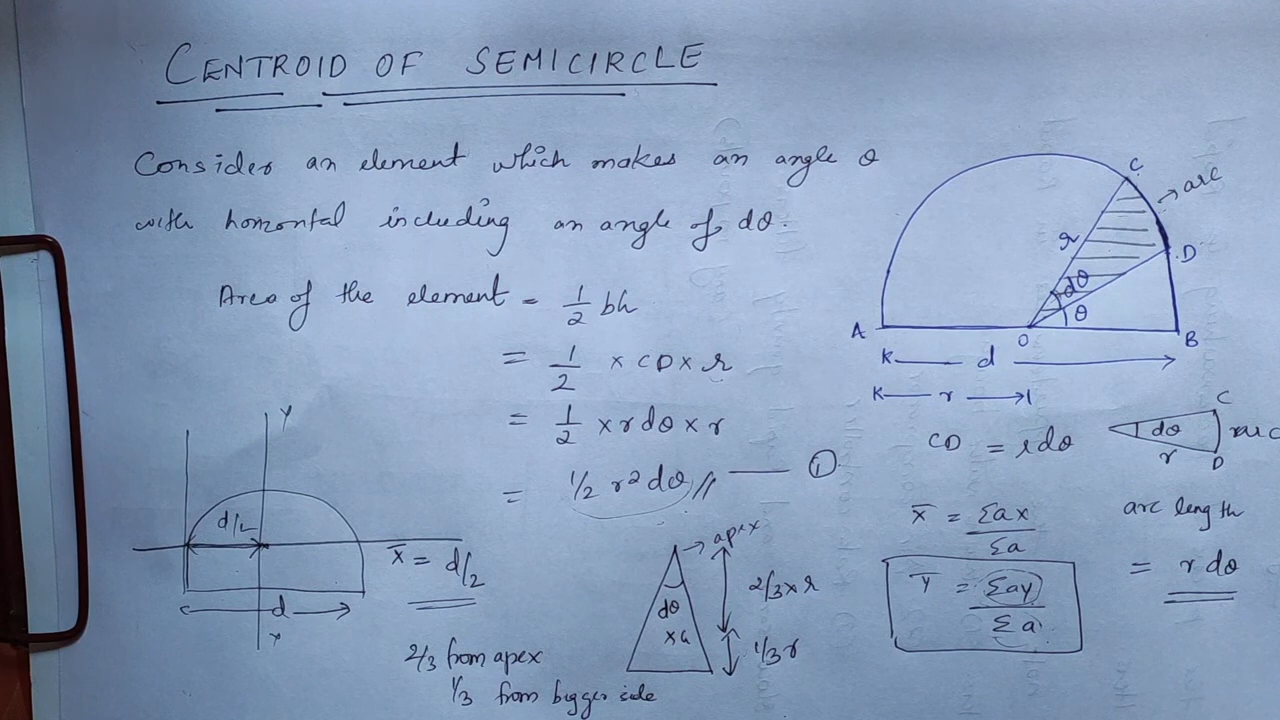 CENTROID OF SEMICIRCLE
Consider an element which makes an angle θ
with horizontal including an angle of dθ.
Area of the element = 1/2 bh
= 1/2 × CD × r
= 1/2 × r dθ × r
= 1/2 r² dθ // — ①
C
→ arc
r
D
dθ
θ
A
O
B
d
r
CD = r dθ
C
dθ
arc
r
D
arc length
= r dθ
x̄ = Σax / Σa
Ȳ = Σay / Σa
Y
d/2
x̄ = d/2
d
Y
→ apex
dθ
× G
2/3 × r
1/3 r
2/3 from apex
1/3 from bigger side